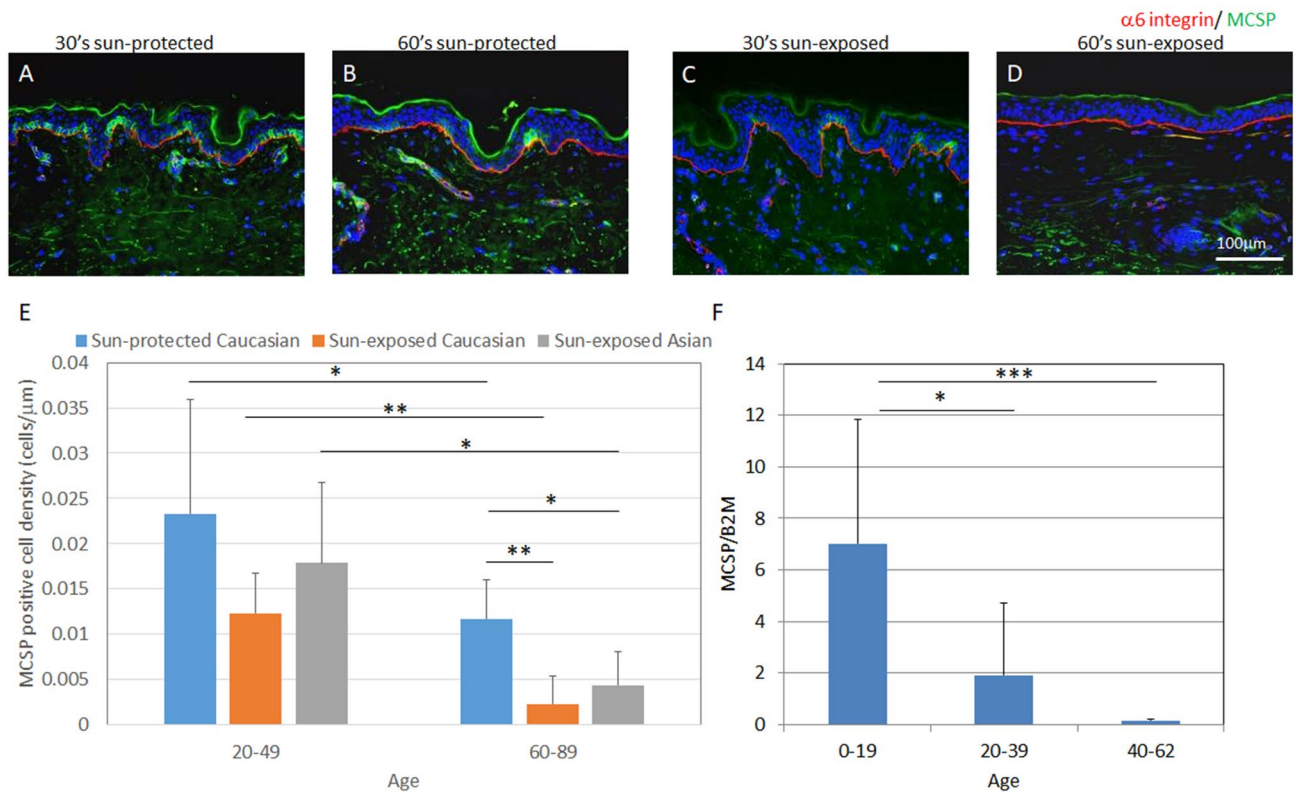 α6 integrin/ MCSP
30's sun-protected
60's sun-protected
30's sun-exposed
60's sun-exposed
A
B
C
D
100μm
E
Sun-protected Caucasian
Sun-exposed Caucasian
Sun-exposed Asian
MCSP positive cell density (cells/μm)
0.04
0.035
0.03
0.025
0.02
0.015
0.01
0.005
0
*
**
*
*
**
20-49
60-89
Age
F
MCSP/B2M
14
12
10
8
6
4
2
0
***
*
0-19
20-39
40-62
Age